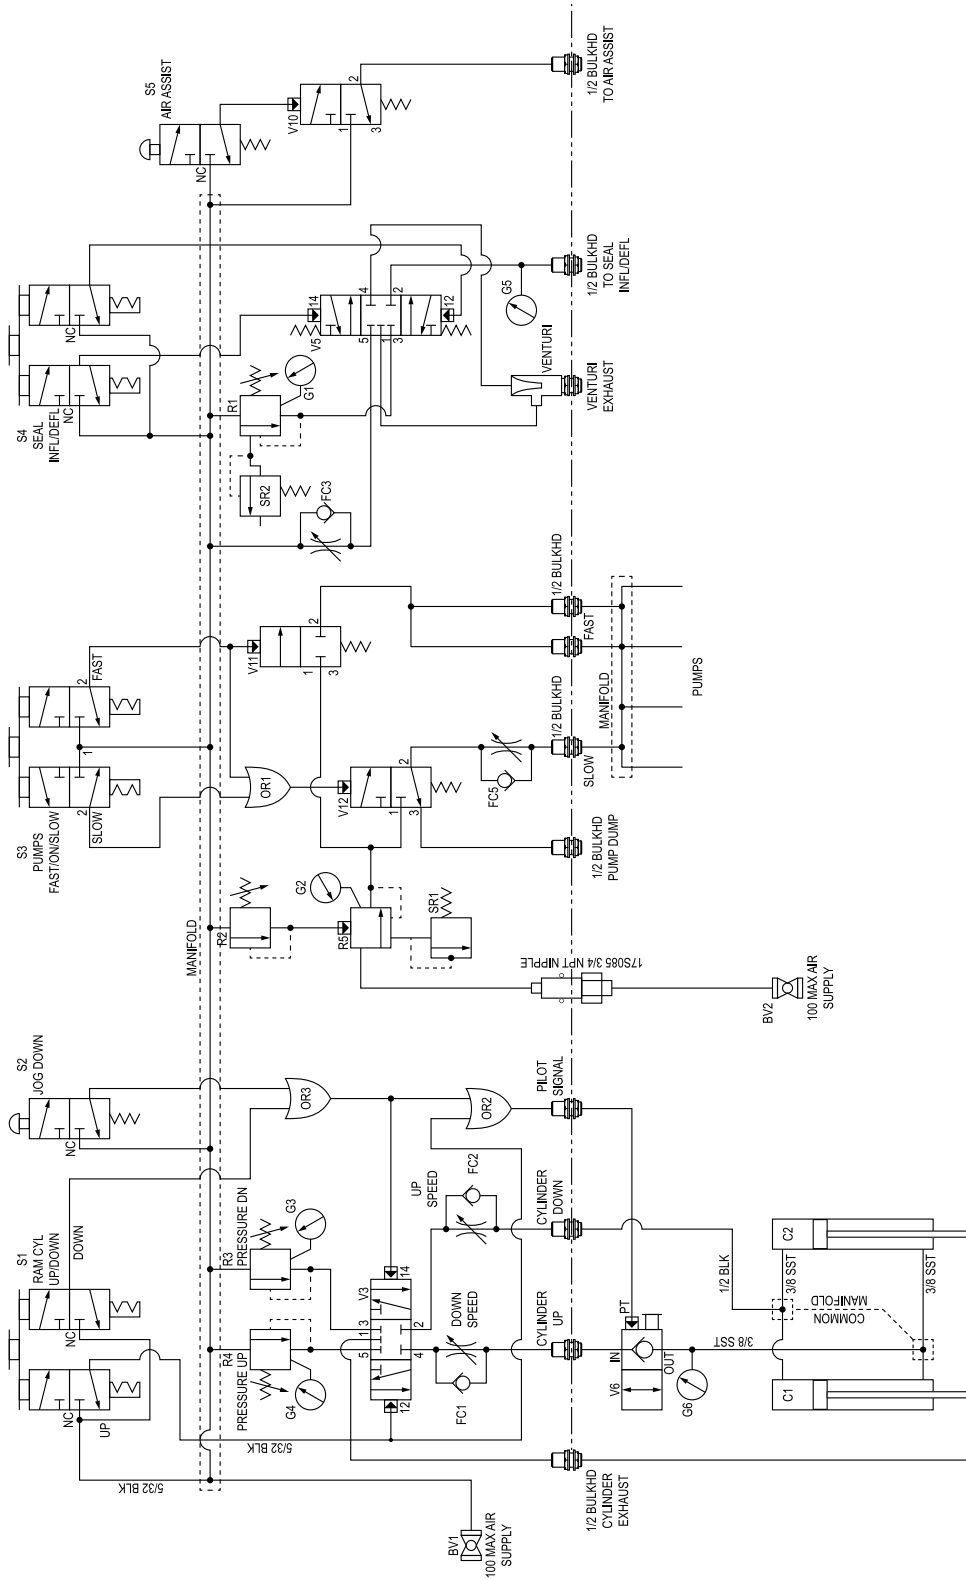 S1
RAM CYL
UP/DOWN
NC
NC
UP
DOWN
5/32 BLK
5/32 BLK
BV1
100 MAX AIR
SUPPLY
S2
JOG DOWN
NC
MANIFOLD
R4
PRESSURE UP
G4
R3
PRESSURE DN
G3
OR3
V3
12
14
5
1
3
4
2
DOWN
SPEED
FC1
UP
SPEED
FC2
OR2
1/2 BULKHD
CYLINDER
EXHAUST
CYLINDER
UP
CYLINDER
DOWN
PILOT
SIGNAL
V6
IN
OUT
PT
G6
3/8 SST
1/2 BLK
C1
C2
3/8 SST
3/8 SST
COMMON
MANIFOLD
S3
PUMPS
FAST/ON/SLOW
2
SLOW
1
2
FAST
R2
G2
R5
SR1
OR1
V11
1
2
3
V12
1
2
3
FC5
17S085 3/4 NPT NIPPLE
BV2
100 MAX AIR
SUPPLY
1/2 BULKHD
PUMP DUMP
1/2 BULKHD
SLOW
1/2 BULKHD
FAST
MANIFOLD
PUMPS
S4
SEAL
INFL/DEFL
NC
NC
R1
G1
SR2
FC3
V5
14
12
5
1
3
4
2
VENTURI
VENTURI
EXHAUST
G5
1/2 BULKHD
TO SEAL
INFL/DEFL
S5
AIR ASSIST
NC
V10
1
2
3
1/2 BULKHD
TO AIR ASSIST